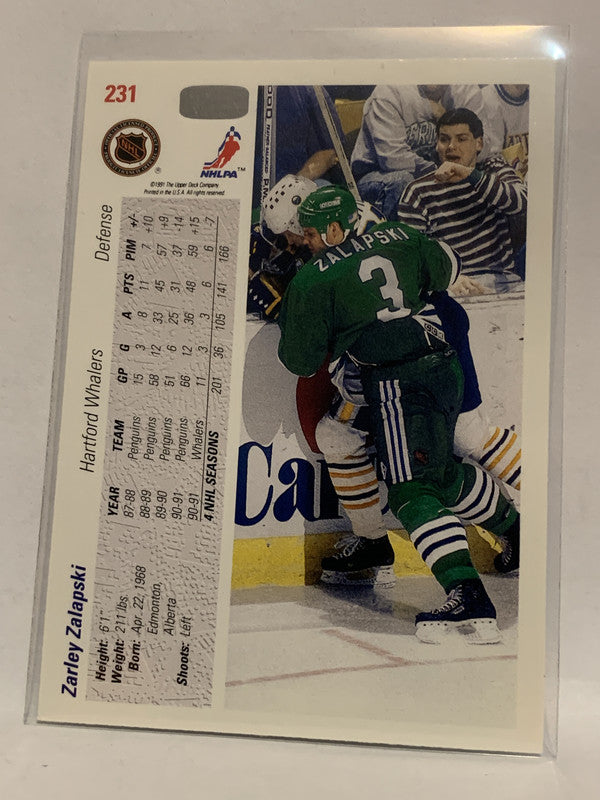 231
NHL
®
NHLPA™
©1991 The Upper Deck Company.
Printed in the U.S.A. All rights reserved.
Zarley Zalapski Hartford Whalers Defense
Height: 6'1"
Weight: 211 lbs.
Born: Apr. 22, 1968
Edmonton,
Alberta
Shoots: Left
YEAR TEAM GP G A PTS PIM +/-
87-88 Penguins 15 3 8 11 7 +10
88-89 Penguins 58 12 33 45 57 +9
89-90 Penguins 51 6 25 31 37 -14
90-91 Penguins 66 12 36 48 59 +15
90-91 Whalers 11 3 3 6 6 -7
4 NHL SEASONS 201 36 105 141 166
ZALAPSKI
3
Ca